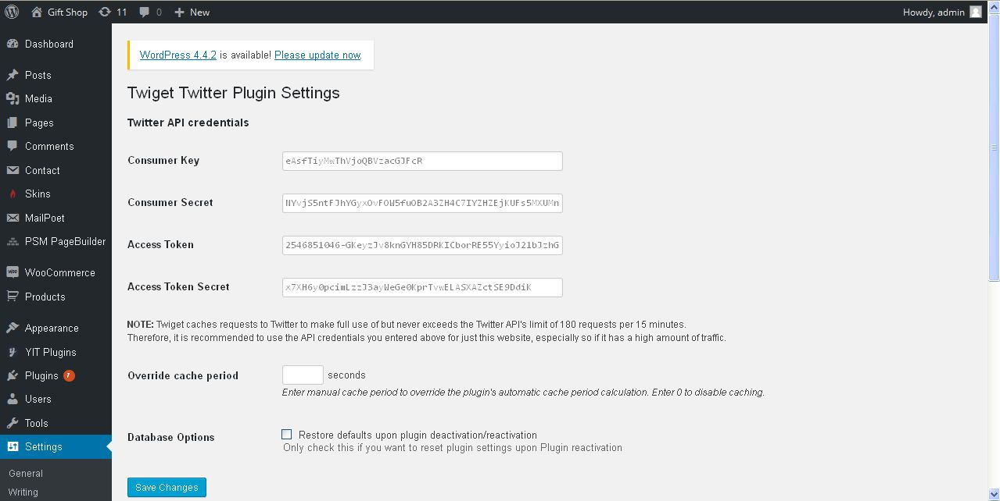 Gift Shop 11 0 New Howdy, admin
Dashboard
Posts
Media
Pages
Comments
Contact
Skins
MailPoet
PSM PageBuilder
WooCommerce
Products
Appearance
YIT Plugins
Plugins 7
Users
Tools
Settings
General
Writing
WordPress 4.4.2 is available! Please update now.
Twiget Twitter Plugin Settings
Twitter API credentials
Consumer Key
Consumer Secret
Access Token
Access Token Secret
NOTE: Twiget caches requests to Twitter to make full use of but never exceeds the Twitter API's limit of 180 requests per 15 minutes.
Therefore, it is recommended to use the API credentials you entered above for just this website, especially so if it has a high amount of traffic.
Override cache period seconds
Enter manual cache period to override the plugin's automatic cache period calculation. Enter 0 to disable caching.
Database Options Restore defaults upon plugin deactivation/reactivation
Only check this if you want to reset plugin settings upon Plugin reactivation
Save Changes